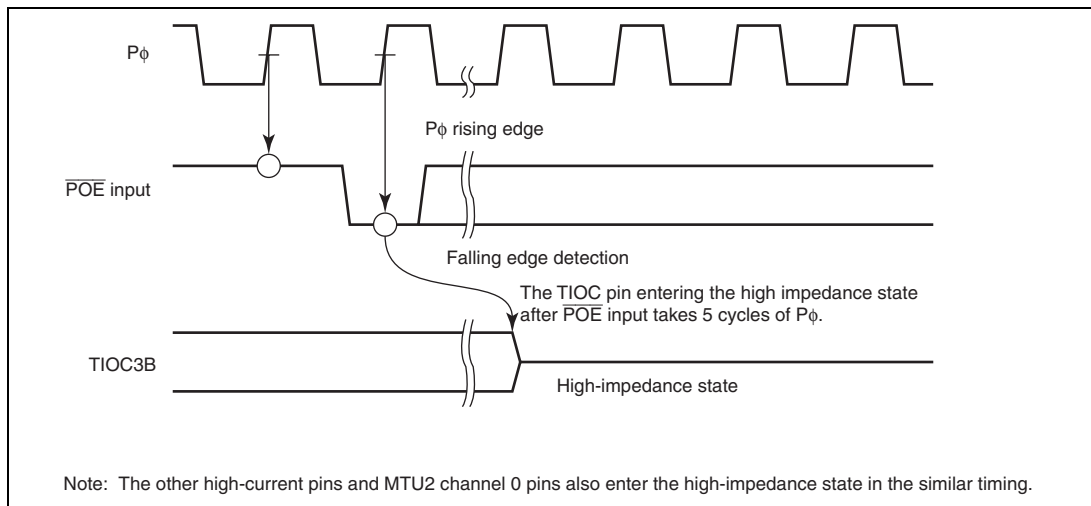 Pϕ
Pϕ rising edge
P̅O̅E̅ input
Falling edge detection
The TIOC pin entering the high impedance state
after P̅O̅E̅ input takes 5 cycles of Pϕ.
TIOC3B
High-impedance state
Note: The other high-current pins and MTU2 channel 0 pins also enter the high-impedance state in the similar timing.